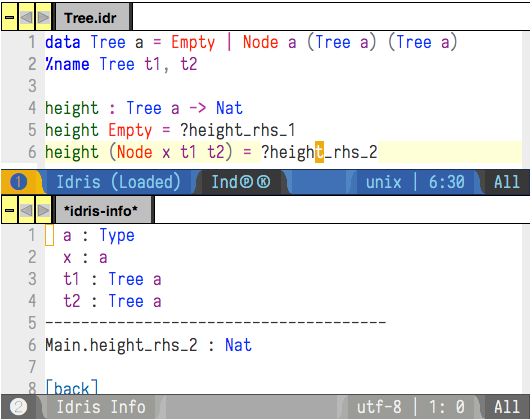 Tree.idr
1 data Tree a = Empty | Node a (Tree a) (Tree a)
2 %name Tree t1, t2
3
4 height : Tree a -> Nat
5 height Empty = ?height_rhs_1
6 height (Node x t1 t2) = ?height_rhs_2
❶ Idris (Loaded) IndⓅⓀ unix | 6:30 All
*idris-info*
1 a : Type
2 x : a
3 t1 : Tree a
4 t2 : Tree a
5 --------------------------------------
6 Main.height_rhs_2 : Nat
7
8 [back]
② Idris Info utf-8 | 1: 0 All